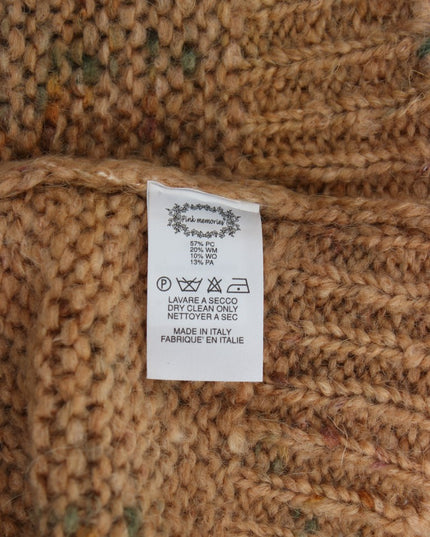 Pink memories
57% PC
20% WM
10% WO
13% PA
P
LAVARE A SECCO
DRY CLEAN ONLY
NETTOYER A SEC
MADE IN ITALY
FABRIQUE' EN ITALIE